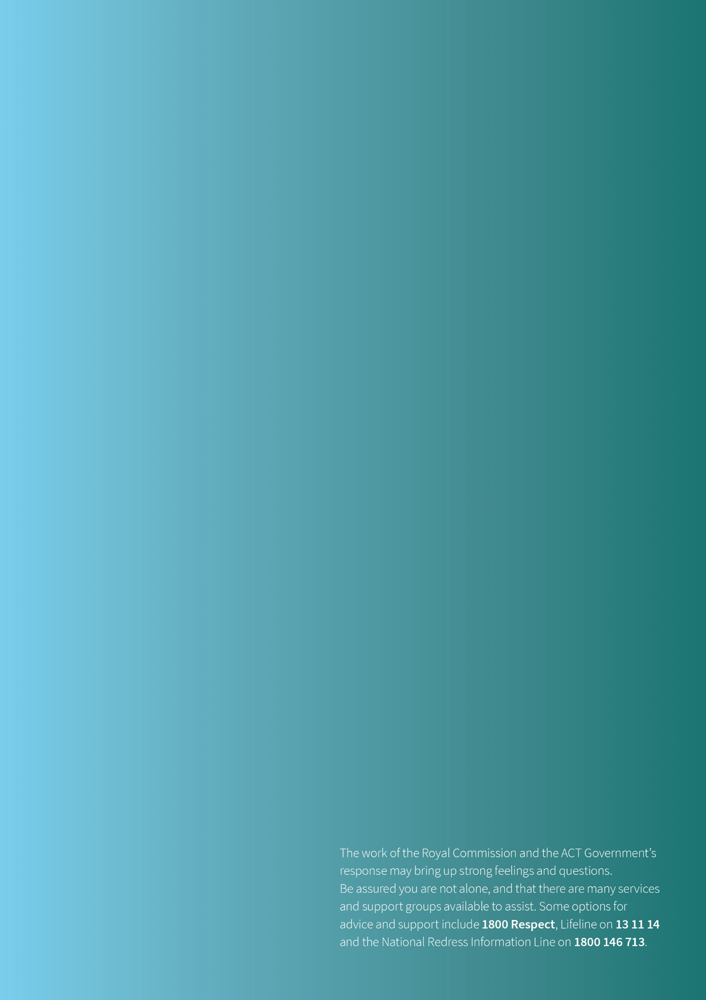 The work of the Royal Commission and the ACT Government’s
response may bring up strong feelings and questions.
Be assured you are not alone, and that there are many services
and support groups available to assist. Some options for
advice and support include 1800 Respect, Lifeline on 13 11 14
and the National Redress Information Line on 1800 146 713.